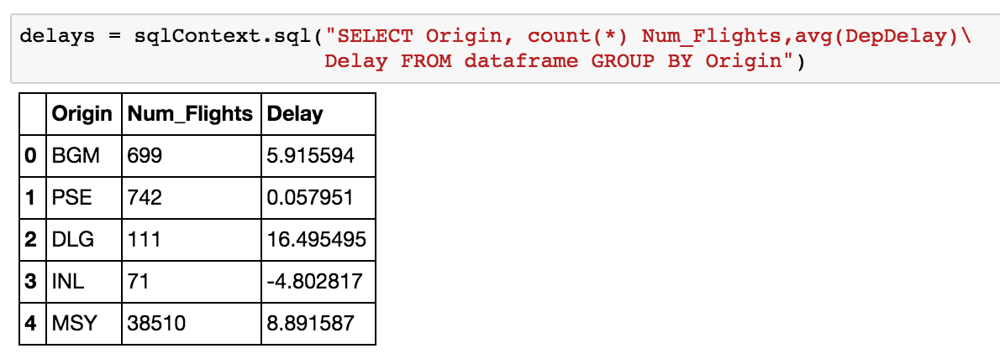 delays = sqlContext.sql("SELECT Origin, count(*) Num_Flights,avg(DepDelay)\
Delay FROM dataframe GROUP BY Origin")
Origin Num_Flights Delay
0 BGM 699 5.915594
1 PSE 742 0.057951
2 DLG 111 16.495495
3 INL 71 -4.802817
4 MSY 38510 8.891587